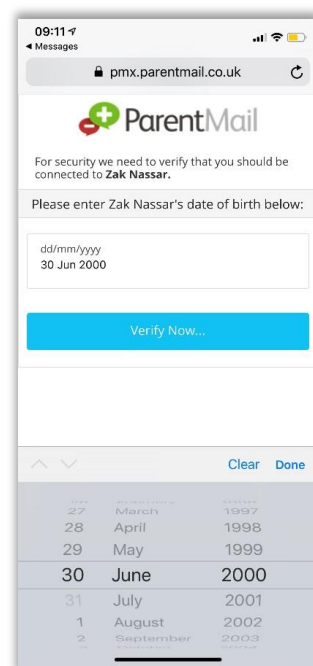 09:11
Messages
pmx.parentmail.co.uk
ParentMail
For security we need to verify that you should be
connected to Zak Nassar.
Please enter Zak Nassar's date of birth below:
dd/mm/yyyy
30 Jun 2000
Verify Now...
Clear Done
27 March 1997
28 April 1998
29 May 1999
30 June 2000
31 July 2001
1 August 2002
2 September 2003